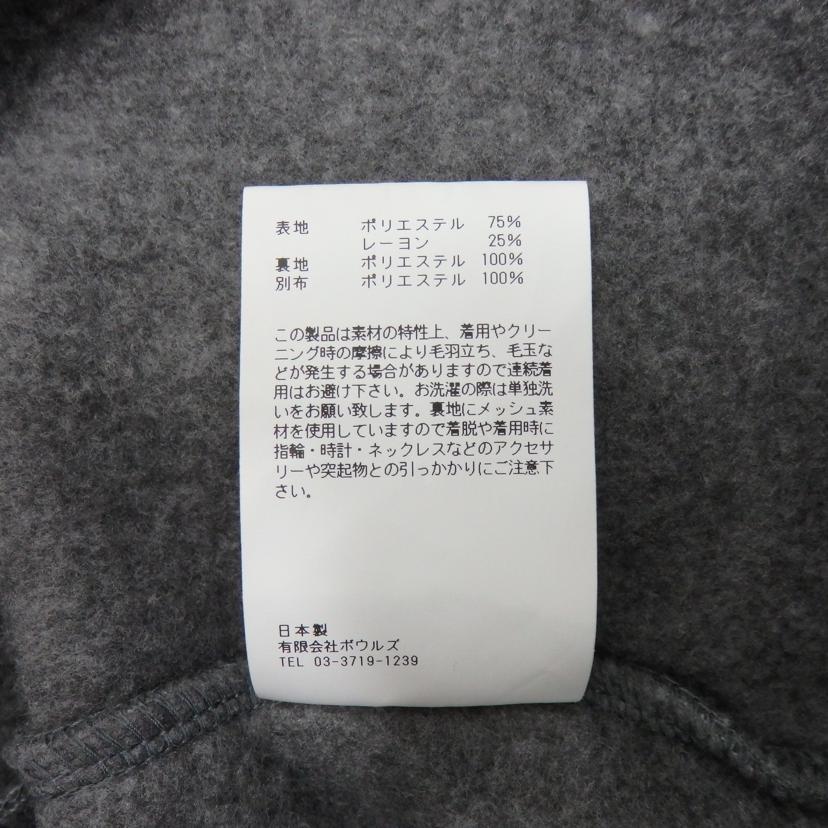 表地 ポリエステル 75%
レーヨン 25%
裏地 ポリエステル 100%
別布 ポリエステル 100%
この製品は素材の特性上、着用やクリー
ニング時の摩擦により毛羽立ち、毛玉な
どが発生する場合がありますので連続着
用はお避け下さい。お洗濯の際は単独洗
いをお願い致します。裏地にメッシュ素
材を使用していますので着脱や着用時に
指輪・時計・ネックレスなどのアクセサ
リーや突起物との引っかかりにご注意下
さい。
日本製
有限会社ボウルズ
TEL 03-3719-1239